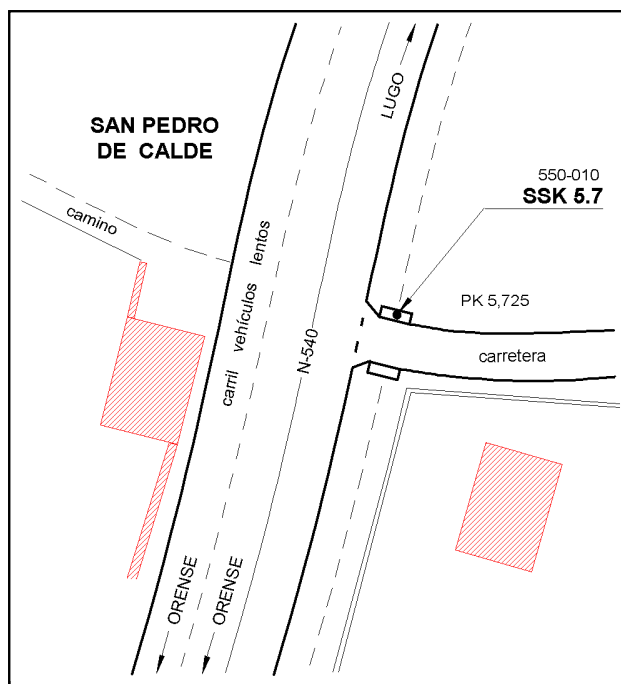 LUGO
SAN PEDRO
DE CALDE
550-010
SSK 5.7
camino
carril vehículos lentos
PK 5,725
N-540
carretera
ORENSE
ORENSE